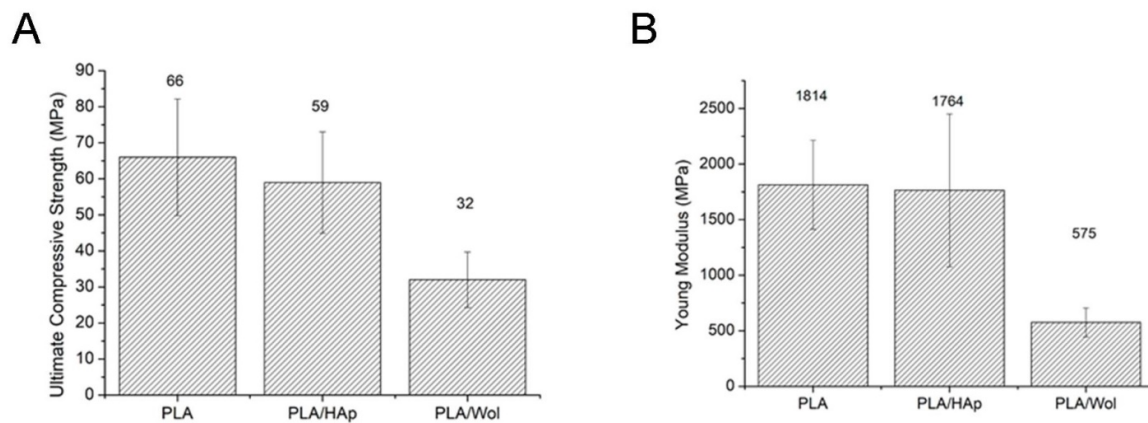 A
Ultimate Compressive Strength (MPa)
90
80
70
60
50
40
30
20
10
0
66
59
32
PLA
PLA/HAp
PLA/Wol
B
Young Modulus (MPa)
2500
2000
1500
1000
500
0
1814
1764
575
PLA
PLA/HAp
PLA/Wol